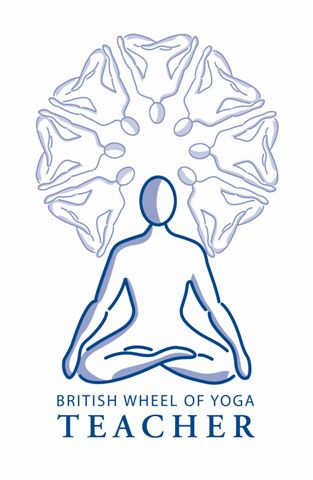 BRITISH WHEEL OF YOGA
TEACHER